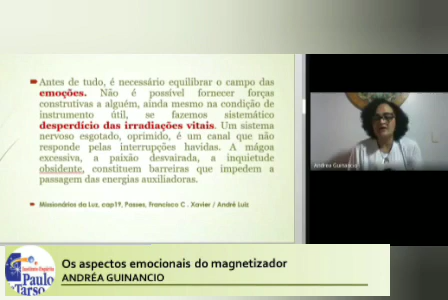 Antes de tudo, é necessário equilibrar o campo das
emoções. Não é possível fornecer forças
construtivas a alguém, ainda mesmo na condição de
instrumento útil, se fazemos sistemático
desperdício das irradiações vitais. Um sistema
nervoso esgotado, oprimido, é um canal que não
responde pelas interrupções havidas. A mágoa
excessiva, a paixão desvairada, a inquietude
obsidente, constituem barreiras que impedem a
passagem das energias auxiliadoras.
Missionários da Luz, cap19, Passes, Francisco C. Xavier / André Luiz
Andréa Guinancio
Os aspectos emocionais do magnetizador
ANDRÉA GUINANCIO
Paulo
Tarso